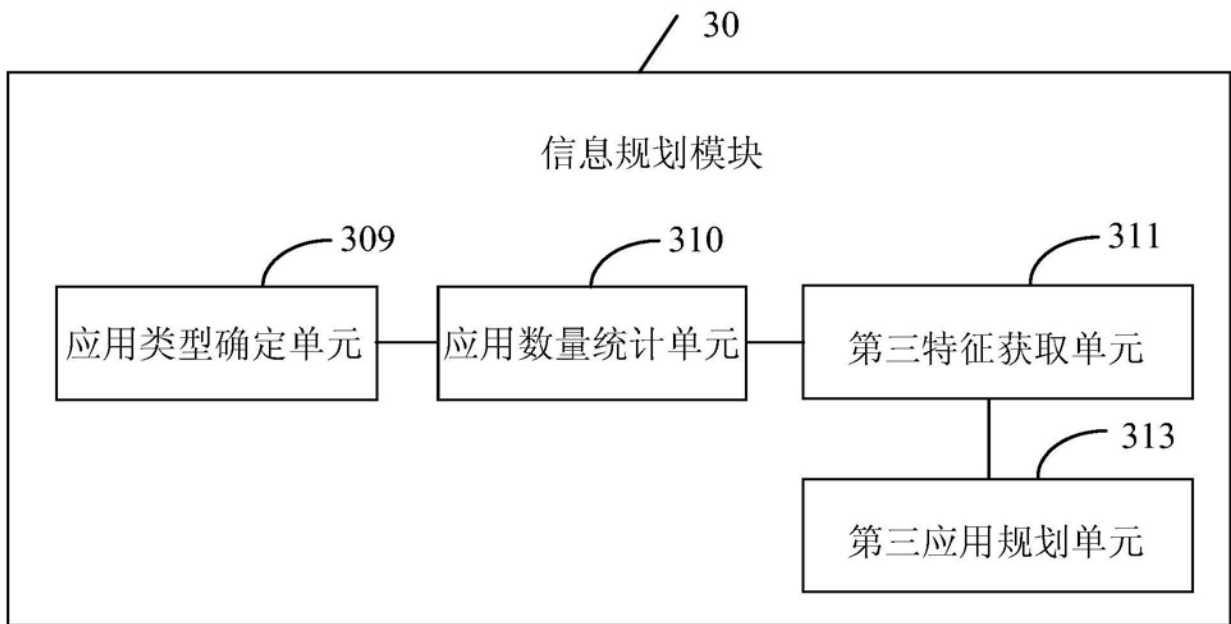 30
信息规划模块
309
310
311
应用类型确定单元
应用数量统计单元
第三特征获取单元
313
第三应用规划单元